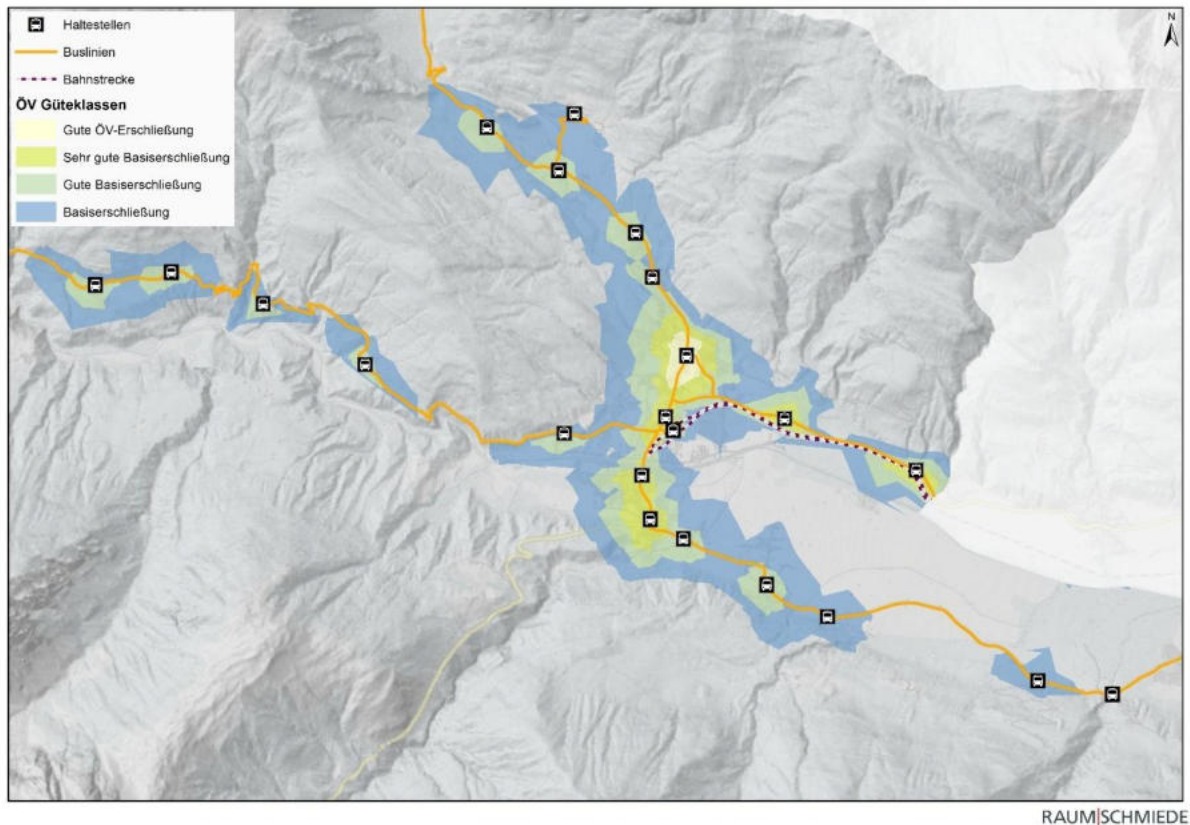 Haltestellen
Buslinien
Bahnstrecke
ÖV Güteklassen
Gute ÖV-Erschließung
Sehr gute Basiserschließung
Gute Basiserschließung
Basiserschließung
N
RAUM|SCHMIEDE